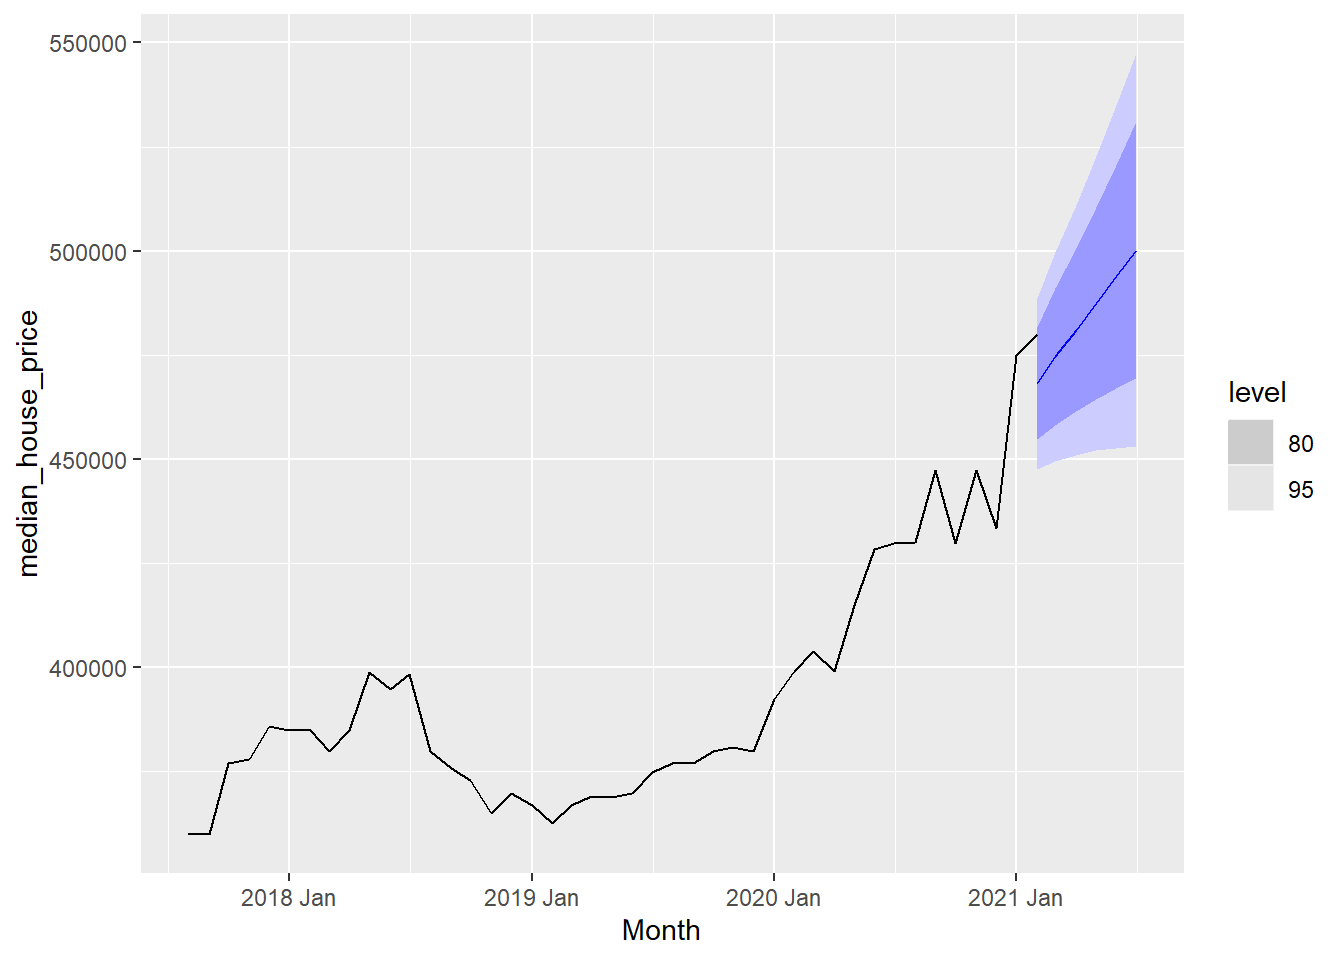 550000
500000
450000
400000
median_house_price
2018 Jan
2019 Jan
2020 Jan
2021 Jan
Month
level
80
95